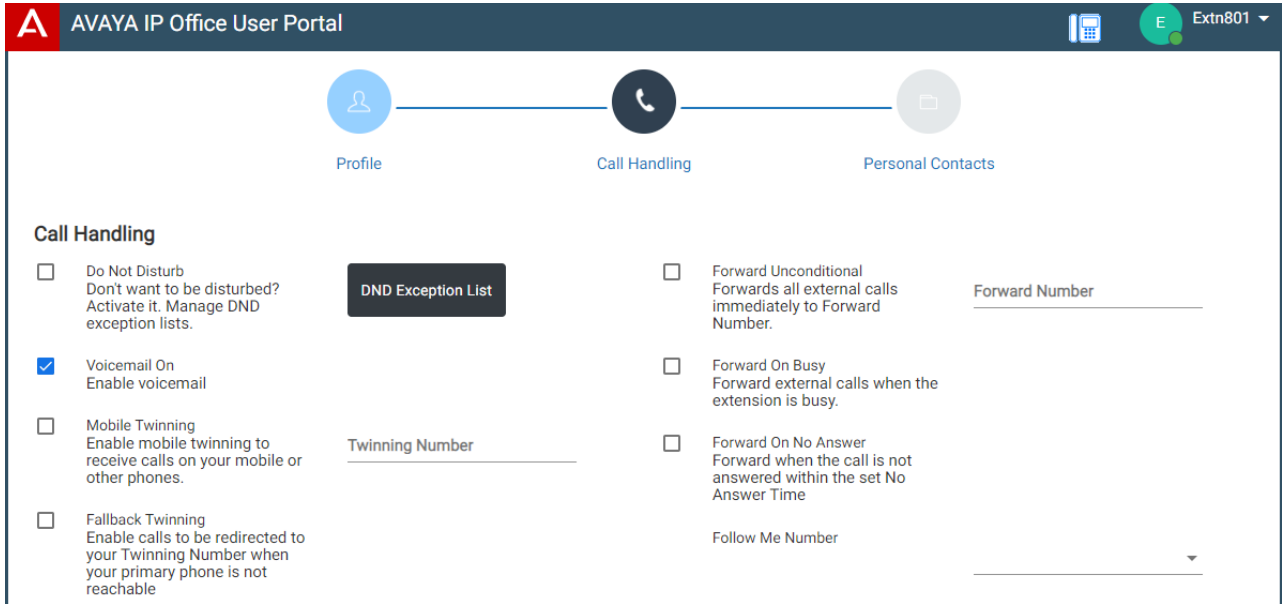 AVAYA IP Office User Portal
E
Extn801
Profile
Call Handling
Personal Contacts
Call Handling
Do Not Disturb
Don't want to be disturbed?
Activate it. Manage DND
exception lists.
DND Exception List
Voicemail On
Enable voicemail
Mobile Twinning
Enable mobile twinning to
receive calls on your mobile or
other phones.
Twinning Number
Fallback Twinning
Enable calls to be redirected to
your Twinning Number when
your primary phone is not
reachable
Forward Unconditional
Forwards all external calls
immediately to Forward
Number.
Forward Number
Forward On Busy
Forward external calls when the
extension is busy.
Forward On No Answer
Forward when the call is not
answered within the set No
Answer Time
Follow Me Number